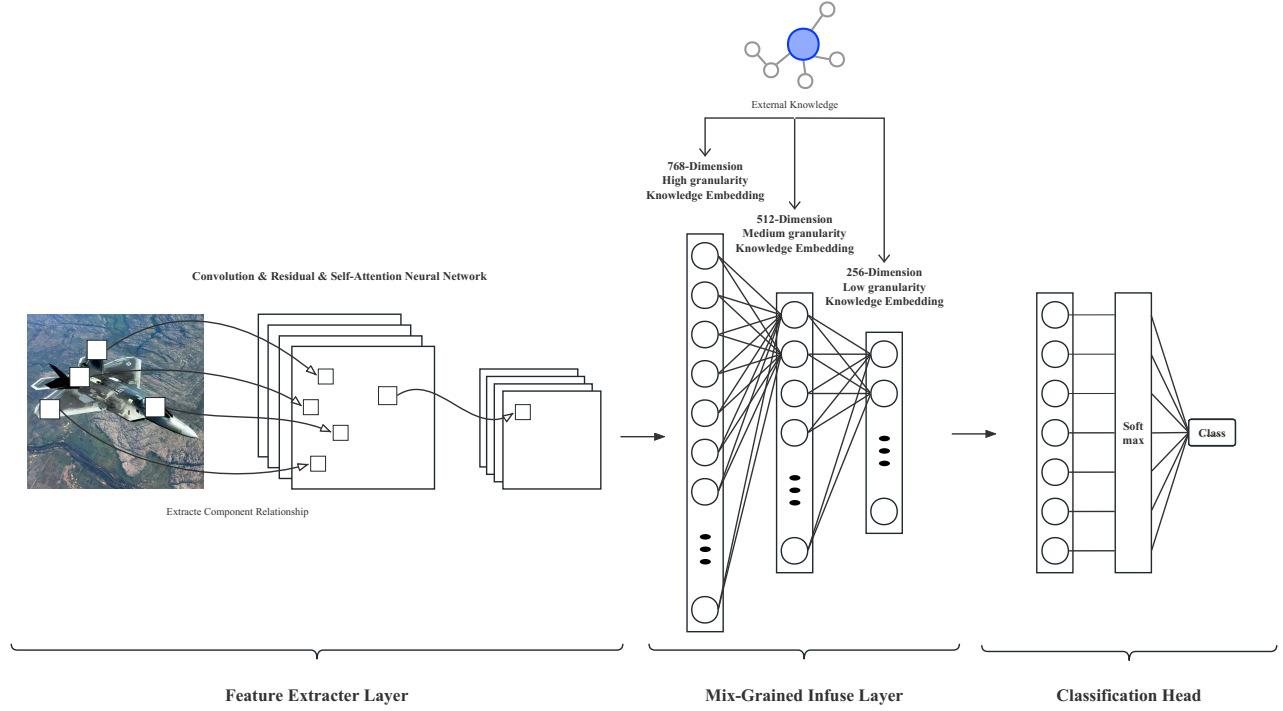 External Knowledge
768-Dimension
High granularity
Knowledge Embedding
512-Dimension
Medium granularity
Knowledge Embedding
256-Dimension
Low granularity
Knowledge Embedding
Convolution & Residual & Self-Attention Neural Network
Extracte Component Relationship
Soft
max
Class
Feature Extracter Layer
Mix-Grained Infuse Layer
Classification Head